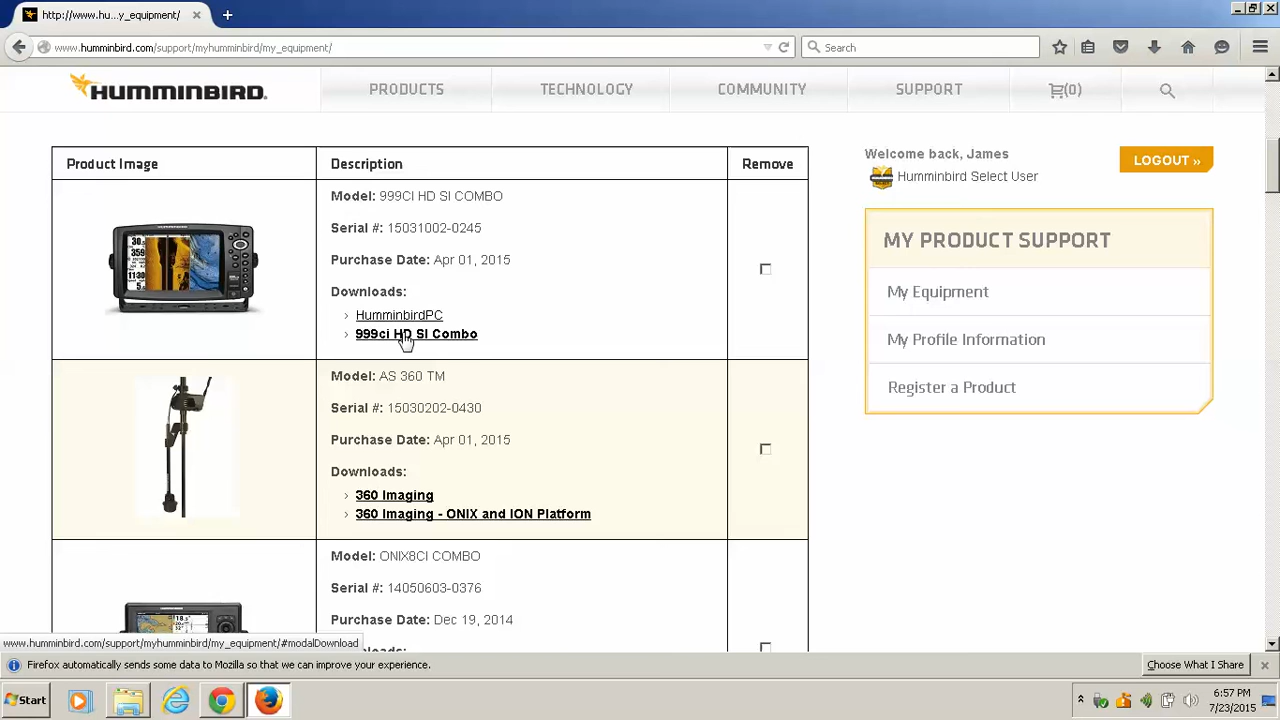 http://www.hu...y_equipment/
www.humminbird.com/support/myhumminbird/my_equipment/
Search
HUMMINBIRD.
PRODUCTS
TECHNOLOGY
COMMUNITY
SUPPORT
(0)
Product Image
Description
Remove
Model: 999CI HD SI COMBO
Serial #: 15031002-0245
Purchase Date: Apr 01, 2015
Downloads:
HumminbirdPC
999ci HD SI Combo
Model: AS 360 TM
Serial #: 15030202-0430
Purchase Date: Apr 01, 2015
Downloads:
360 Imaging
360 Imaging - ONIX and ION Platform
Model: ONIX8CI COMBO
Serial #: 14050603-0376
Purchase Date: Dec 19, 2014
Welcome back, James
Humminbird Select User
LOGOUT »
MY PRODUCT SUPPORT
My Equipment
My Profile Information
Register a Product
www.humminbird.com/support/myhumminbird/my_equipment/#modalDownload
Firefox automatically sends some data to Mozilla so that we can improve your experience.
Choose What I Share
Start
6:57 PM
7/23/2015